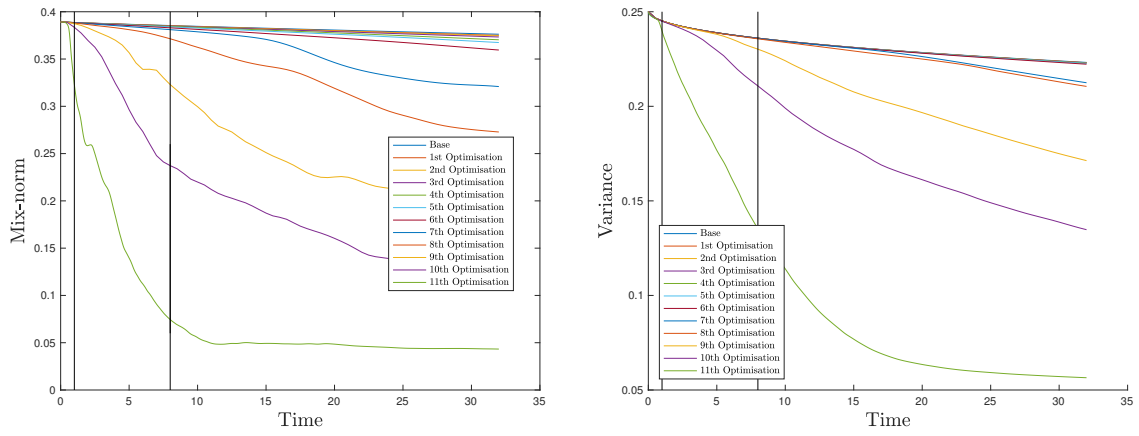 Mix-norm
0.4
0.35
0.3
0.25
0.2
0.15
0.1
0.05
0
0 5 10 15 20 25 30 35
Time
Base
1st Optimisation
2nd Optimisation
3rd Optimisation
4th Optimisation
5th Optimisation
6th Optimisation
7th Optimisation
8th Optimisation
9th Optimisation
10th Optimisation
11th Optimisation
Variance
0.25
0.2
0.15
0.1
0.05
0 5 10 15 20 25 30 35
Time
Base
1st Optimisation
2nd Optimisation
3rd Optimisation
4th Optimisation
5th Optimisation
6th Optimisation
7th Optimisation
8th Optimisation
9th Optimisation
10th Optimisation
11th Optimisation